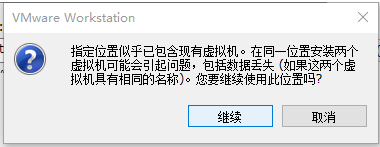 VMware Workstation
指定位置似乎已包含现有虚拟机。在同一位置安装两个
虚拟机可能会引起问题，包括数据丢失 (如果这两个虚
拟机具有相同的名称)。您要继续使用此位置吗?
继续
取消